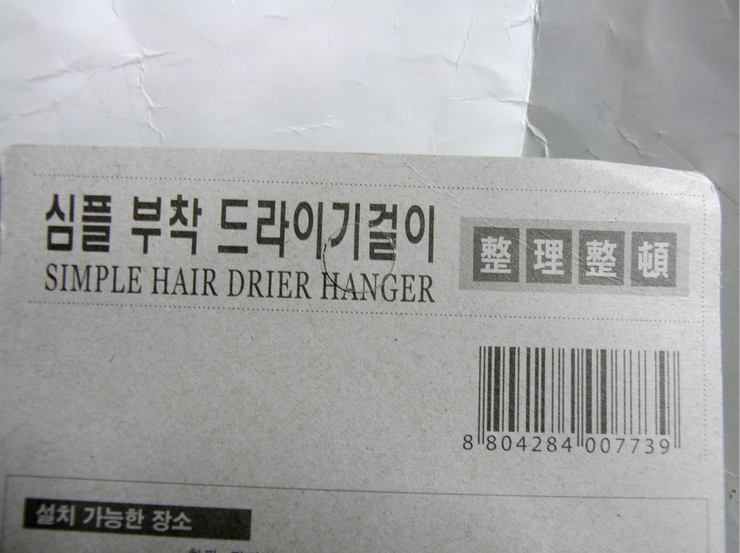 심플 부착 드라이기걸이
SIMPLE HAIR DRIER HANGER
整理整頓
8 804284 007739
설치 가능한 장소